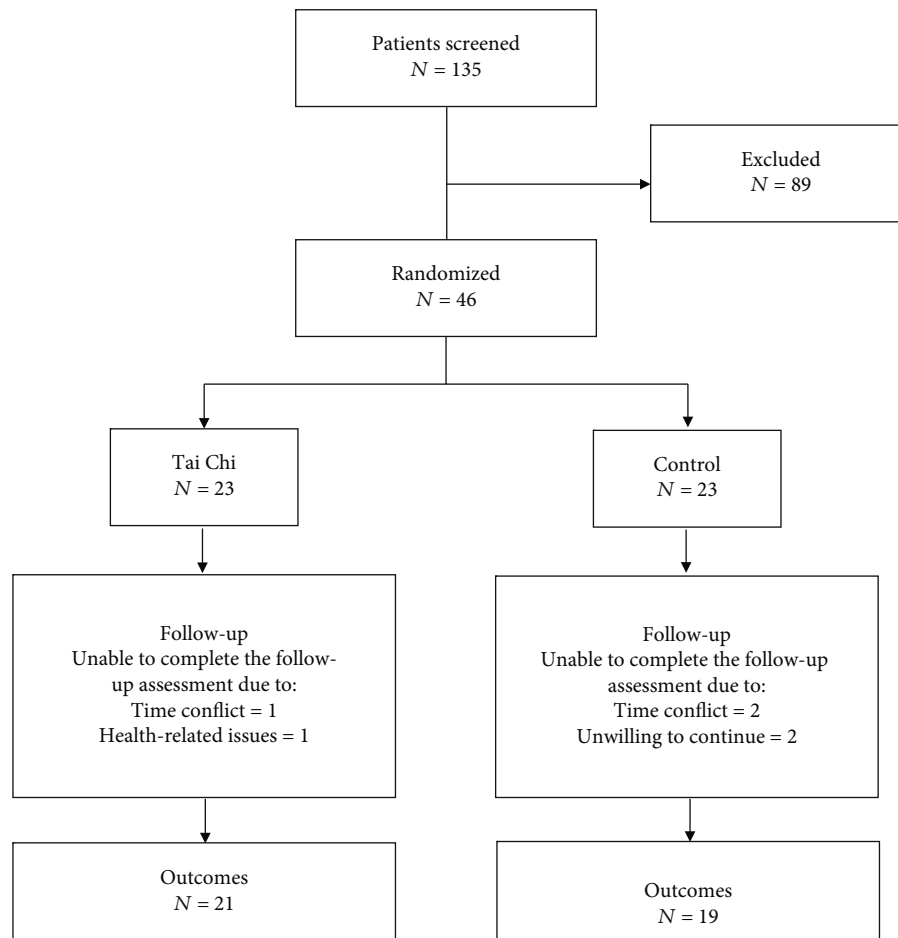 Patients screened
N = 135
Excluded
N = 89
Randomized
N = 46
Tai Chi
N = 23
Control
N = 23
Follow-up
Unable to complete the follow-
up assessment due to:
Time conflict = 1
Health-related issues = 1
Follow-up
Unable to complete the follow-up
assessment due to:
Time conflict = 2
Unwilling to continue = 2
Outcomes
N = 21
Outcomes
N = 19